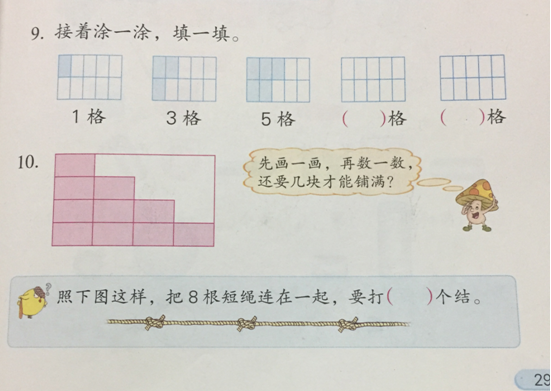 9. 接着涂一涂，填一填。
1格 3格 5格 （ ）格 （ ）格
10.
先画一画，再数一数，
还要几块才能铺满？
照下图这样，把8根短绳连在一起，要打（ ）个结。
29